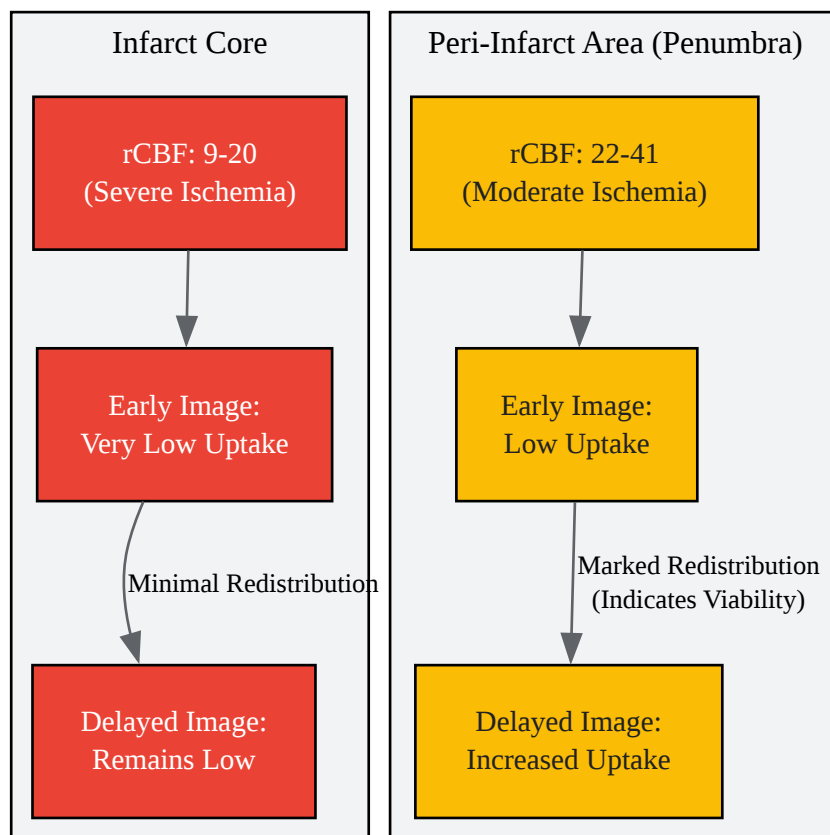 Infarct Core
rCBF: 9-20
(Severe Ischemia)
Early Image:
Very Low Uptake
Minimal Redistribution
Delayed Image:
Remains Low
Peri-Infarct Area (Penumbra)
rCBF: 22-41
(Moderate Ischemia)
Early Image:
Low Uptake
Marked Redistribution
(Indicates Viability)
Delayed Image:
Increased Uptake